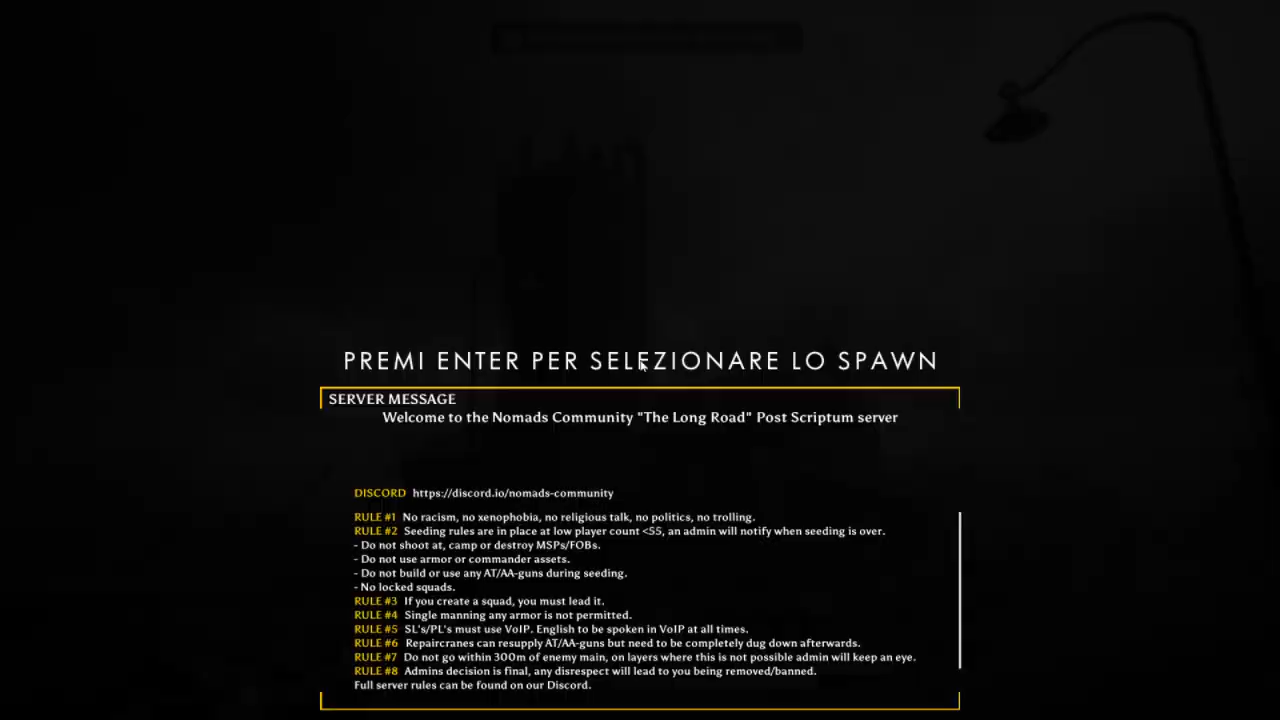 PREMI ENTER PER SELEZIONARE LO SPAWN
SERVER MESSAGE
Welcome to the Nomads Community "The Long Road" Post Scriptum server
DISCORD https://discord.io/nomads-community
RULE #1 No racism, no xenophobia, no religious talk, no politics, no trolling.
RULE #2 Seeding rules are in place at low player count <55, an admin will notify when seeding is over.
- Do not shoot at, camp or destroy MSPs/FOBs.
- Do not use armor or commander assets.
- Do not build or use any AT/AA-guns during seeding.
- No locked squads.
RULE #3 If you create a squad, you must lead it.
RULE #4 Single manning any armor is not permitted.
RULE #5 SL's/PL's must use VoIP. English to be spoken in VoIP at all times.
RULE #6 Repaircranes can resupply AT/AA-guns but need to be completely dug down afterwards.
RULE #7 Do not go within 300m of enemy main, on layers where this is not possible admin will keep an eye.
RULE #8 Admins decision is final, any disrespect will lead to you being removed/banned.
Full server rules can be found on our Discord.